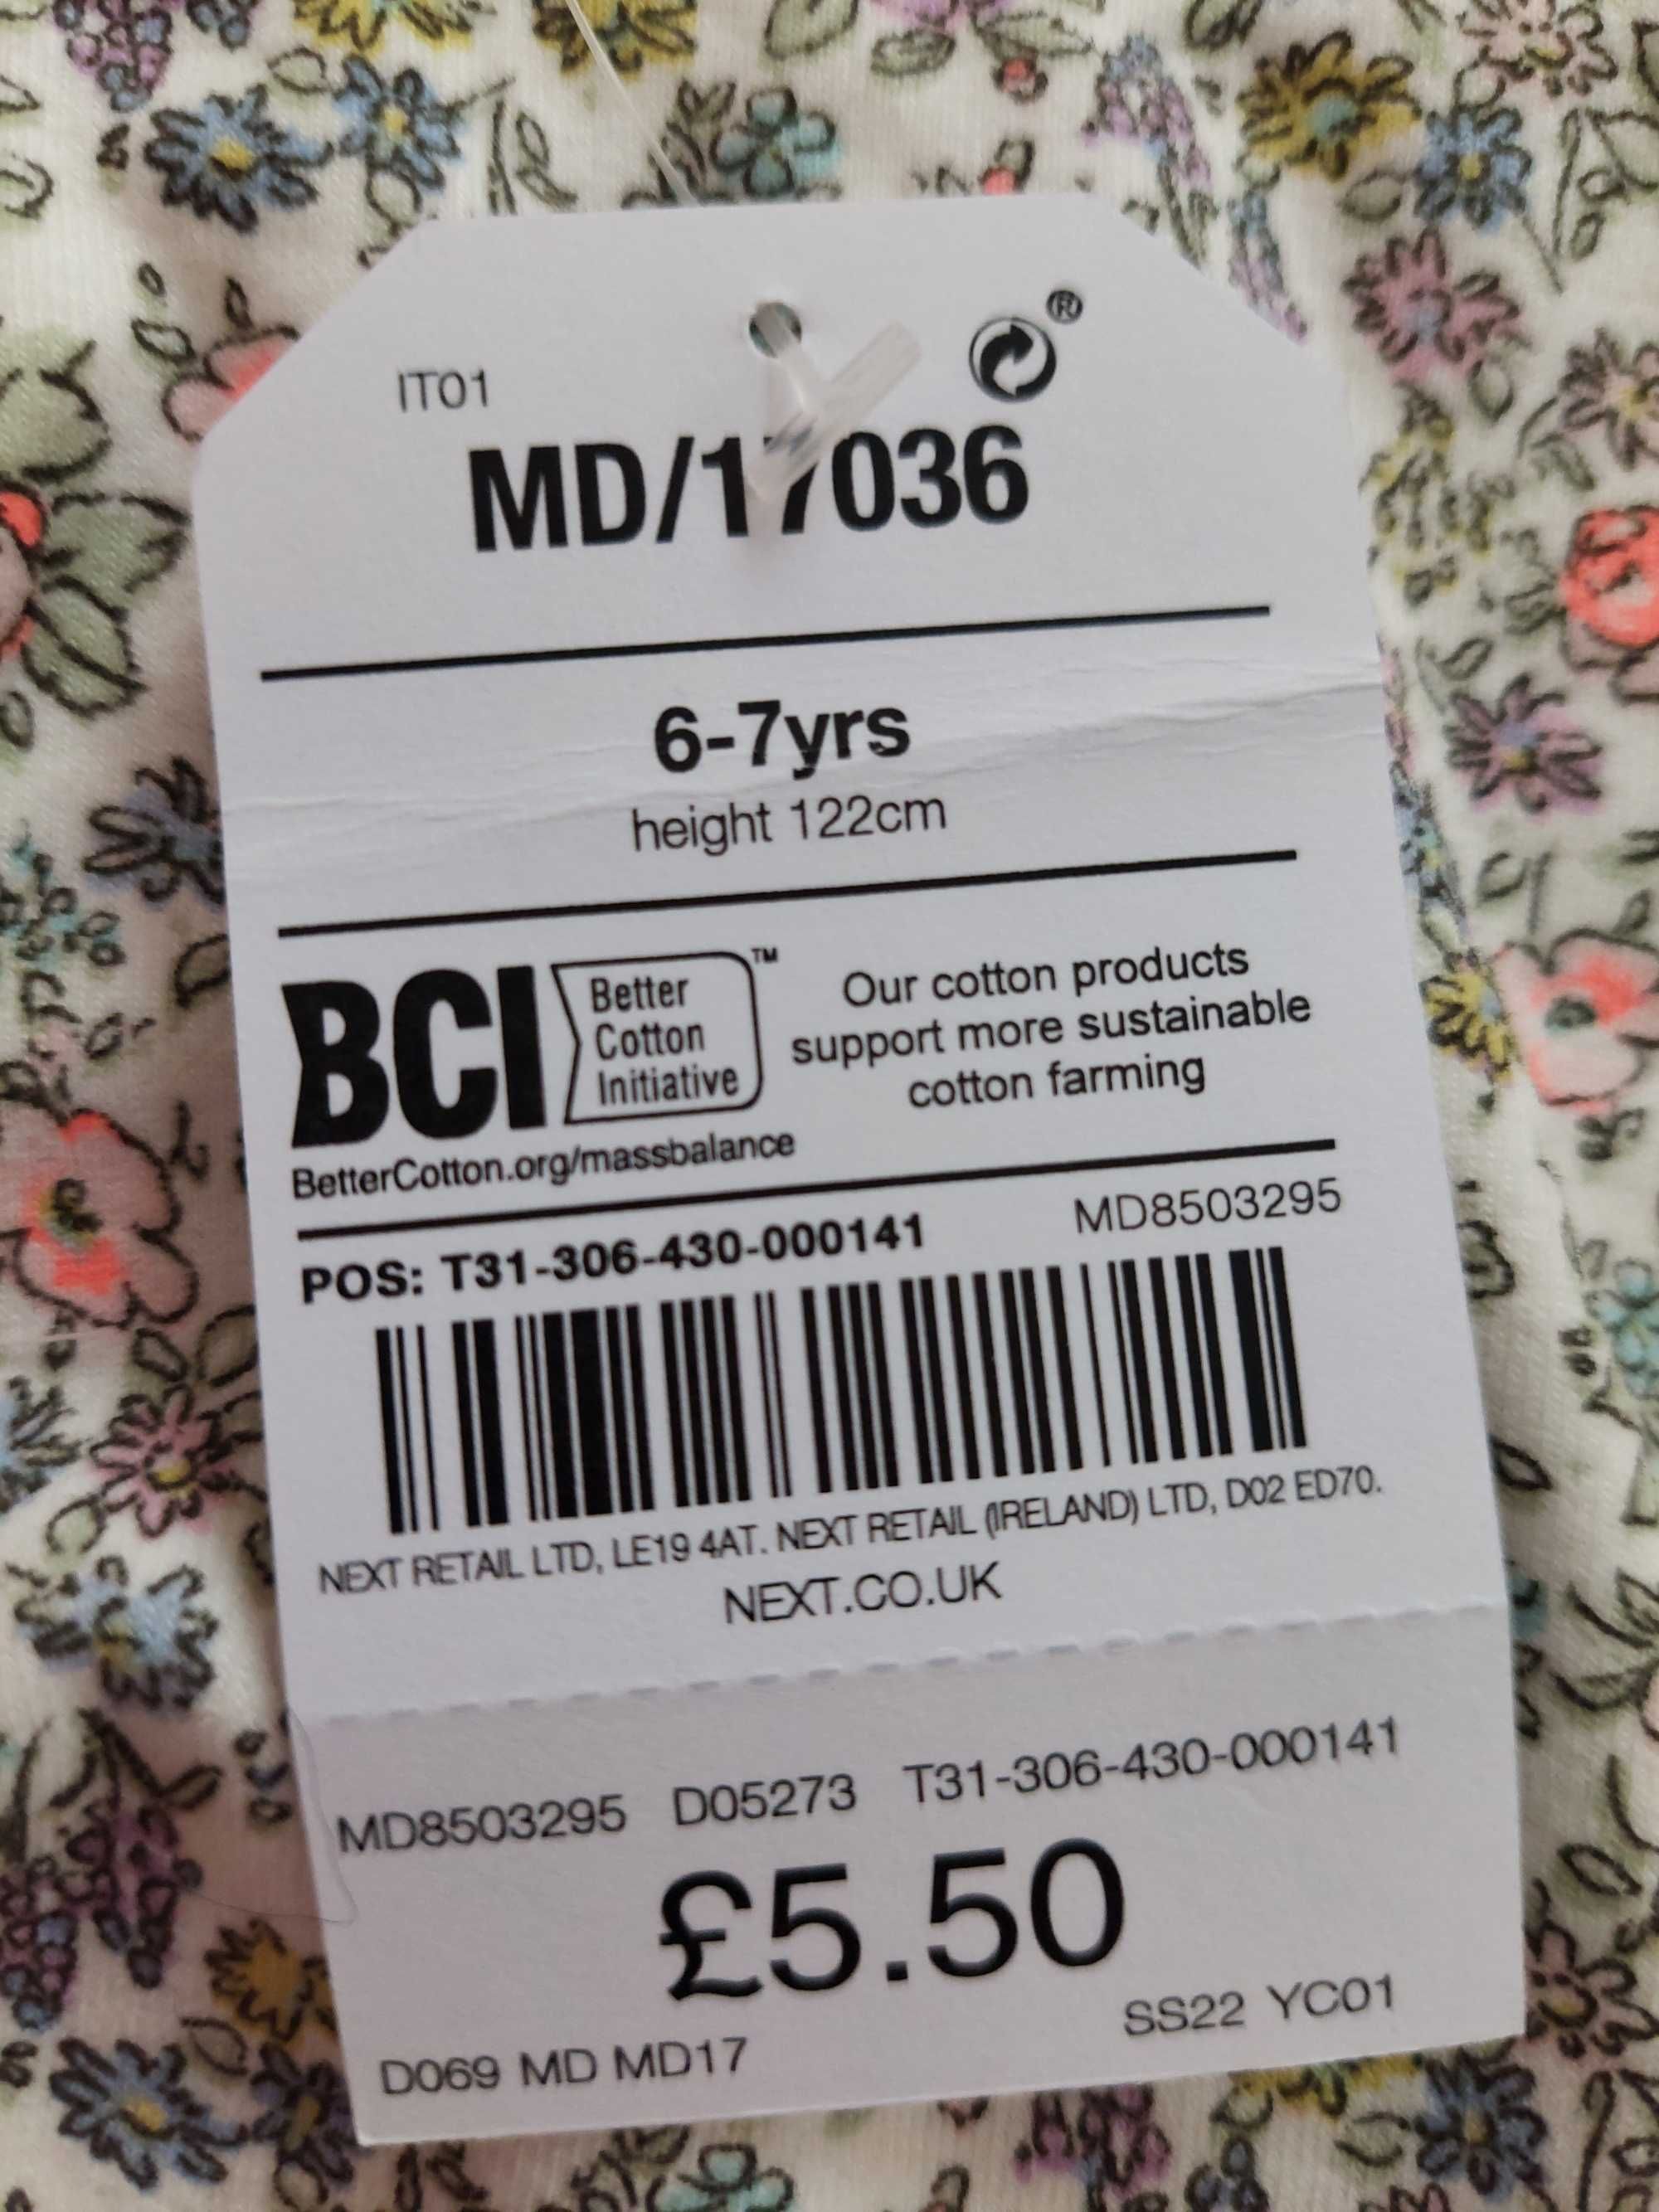 IT01
®
MD/17036
6-7yrs
height 122cm
BCI Better Cotton Initiative™
Our cotton products
support more sustainable
cotton farming
BetterCotton.org/massbalance
POS: T31-306-430-000141 MD8503295
NEXT RETAIL LTD, LE19 4AT. NEXT RETAIL (IRELAND) LTD, D02 ED70.
NEXT.CO.UK
MD8503295 D05273 T31-306-430-000141
£5.50
D069 MD MD17 SS22 YC01